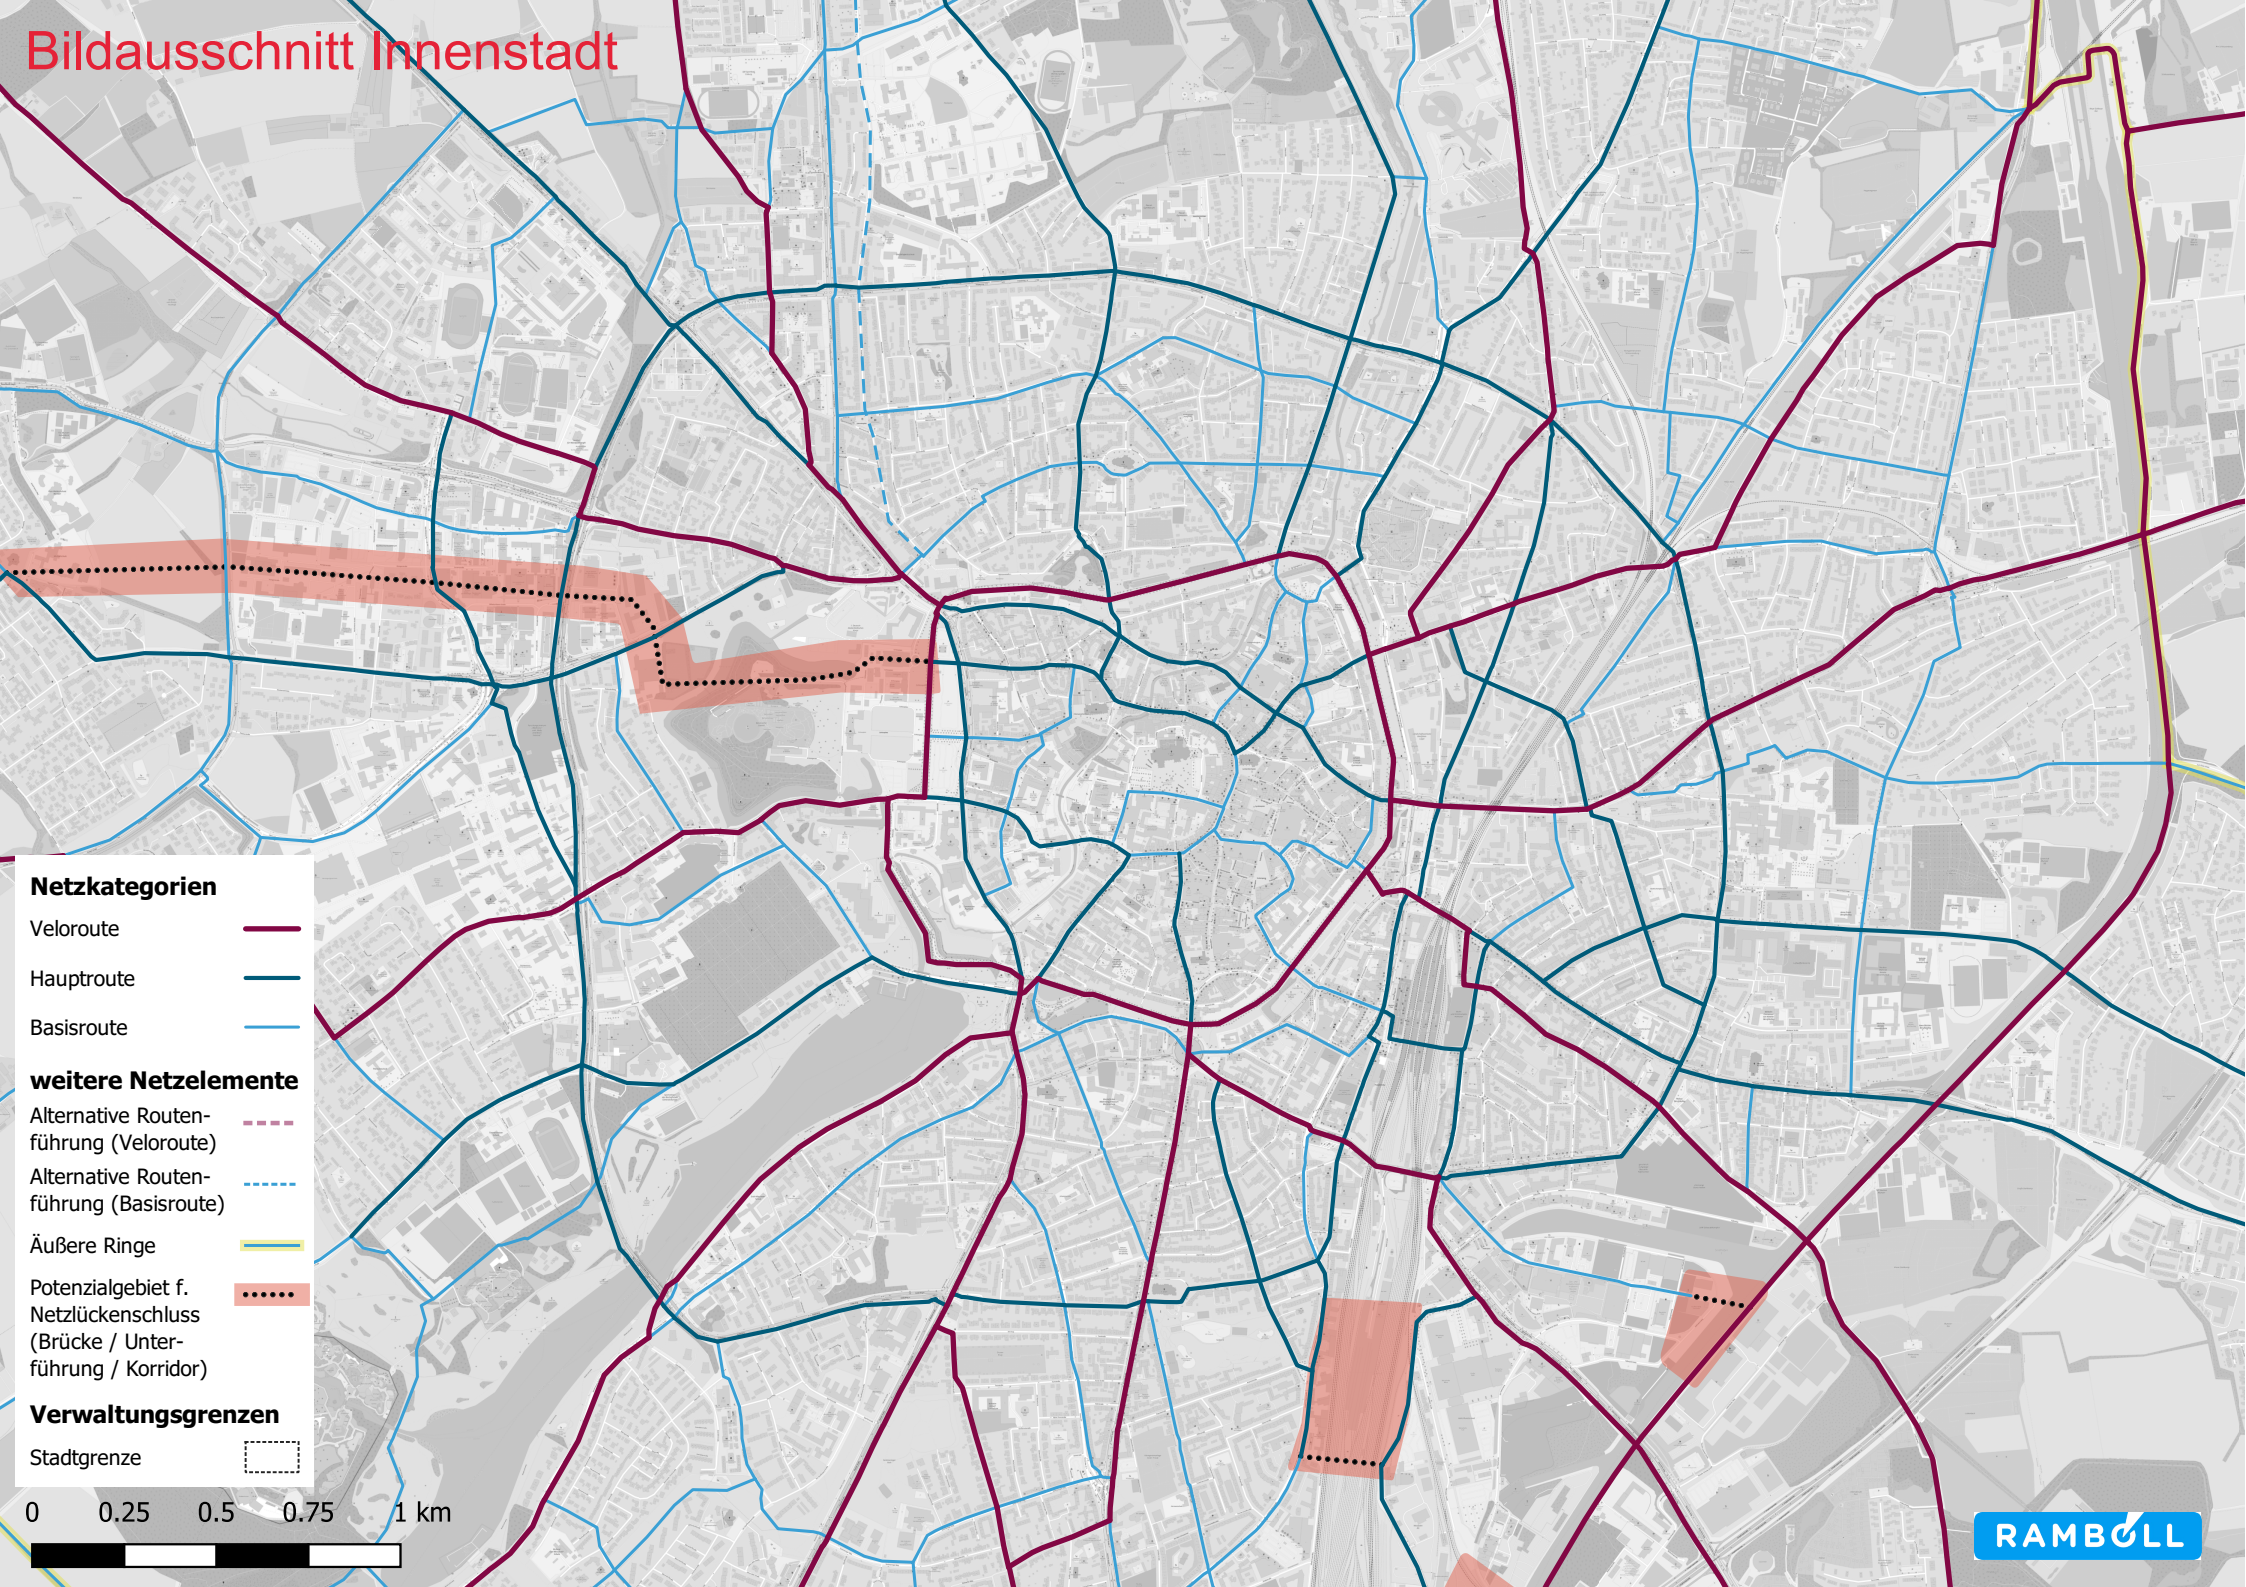 Bildausschnitt Innenstadt
Netzkategorien
Veloroute
Hauptroute
Basisroute
weitere Netzelemente
Alternative Routen-
führung (Veloroute)
Alternative Routen-
führung (Basisroute)
Äußere Ringe
Potenzialgebiet f.
Netzlückenschluss
(Brücke / Unter-
führung / Korridor)
Verwaltungsgrenzen
Stadtgrenze
0 0.25 0.5 0.75 1 km
RAMBOLL